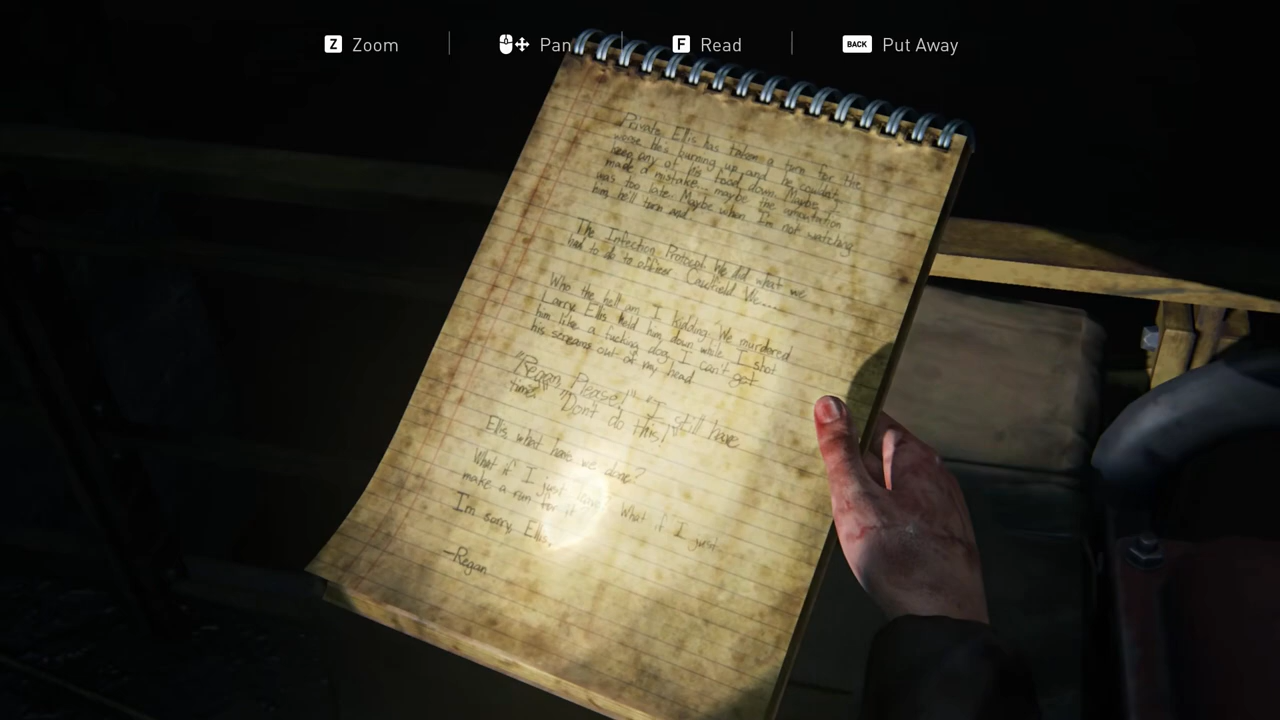 Z Zoom
Pan
F Read
BACK Put Away
Private Ellis has taken a turn for the
worse. He's burning up and he couldn't
keep any of his food down. Maybe I
made a mistake... maybe the amputation
was too late. Maybe when I'm not watching
him, he'll turn and...
The Infection Protocol. We did what we
had to do to officer Caulfield. We....
Who the hell am I kidding. We murdered
Larry. Ellis held him down while I shot
him like a fucking dog. I can't get
his screams out of my head.
"Regan, Please!" "I still have
time" "Don't do this!"
Ellis what have we done?
What if I just leave. What if I just
make a run for it.
I'm sorry, Ellis.
—Regan